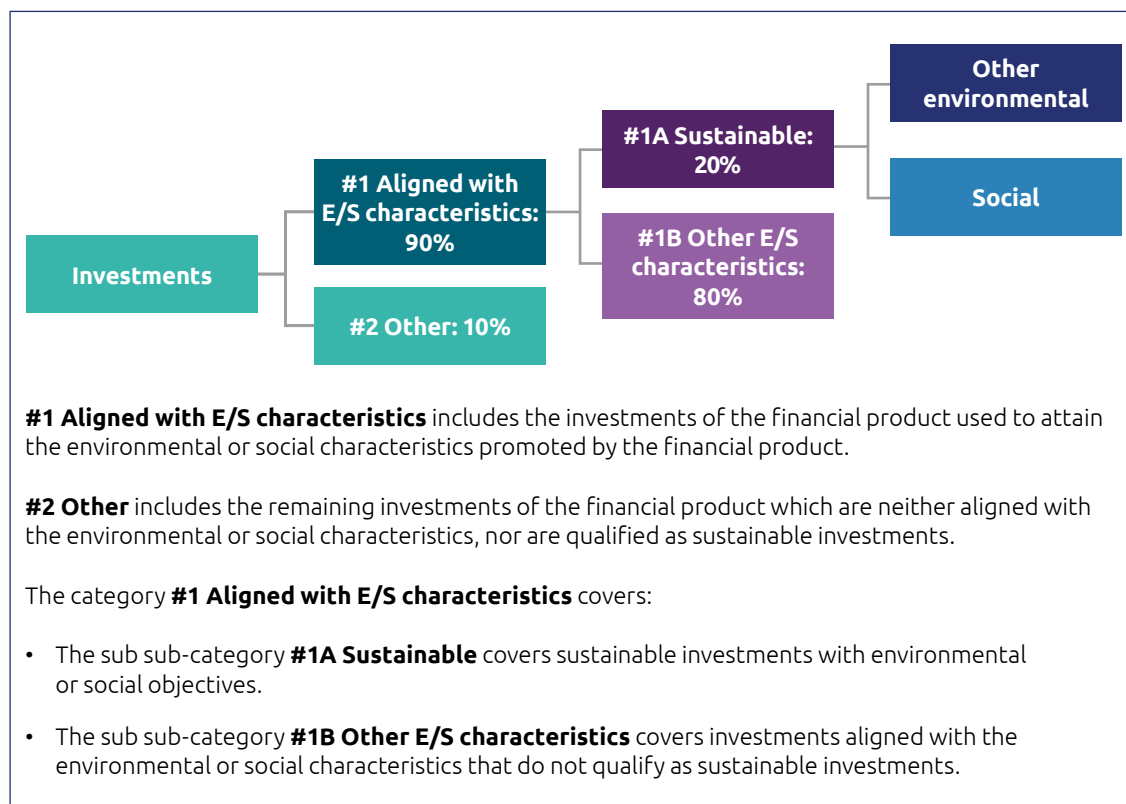 Other
environmental
#1A Sustainable:
20%
#1 Aligned with
E/S characteristics:
90%
Social
#1B Other E/S
characteristics:
80%
Investments
#2 Other: 10%
#1 Aligned with E/S characteristics includes the investments of the financial product used to attain
the environmental or social characteristics promoted by the financial product.
#2 Other includes the remaining investments of the financial product which are neither aligned with
the environmental or social characteristics, nor are qualified as sustainable investments.
The category #1 Aligned with E/S characteristics covers:
• The sub sub-category #1A Sustainable covers sustainable investments with environmental
or social objectives.
• The sub sub-category #1B Other E/S characteristics covers investments aligned with the
environmental or social characteristics that do not qualify as sustainable investments.